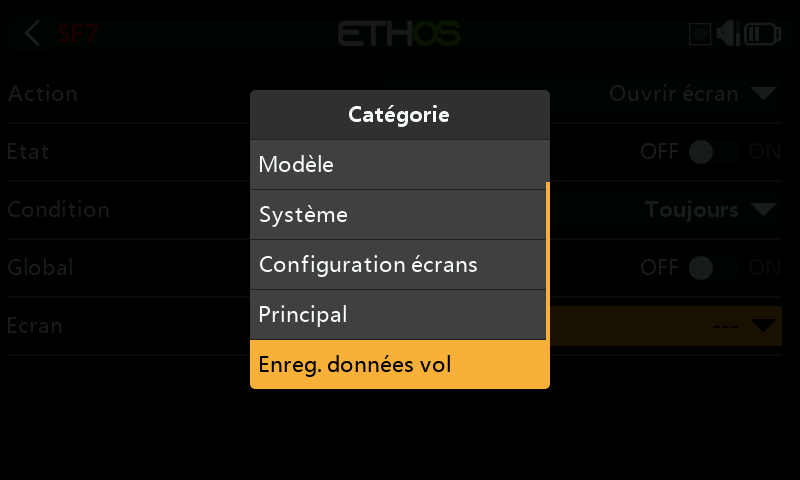 SF7
ETHOS
Action
Ouvrir écran
Etat
OFF ON
Condition
Toujours
Global
OFF ON
Ecran
---
Catégorie
Modèle
Système
Configuration écrans
Principal
Enreg. données vol